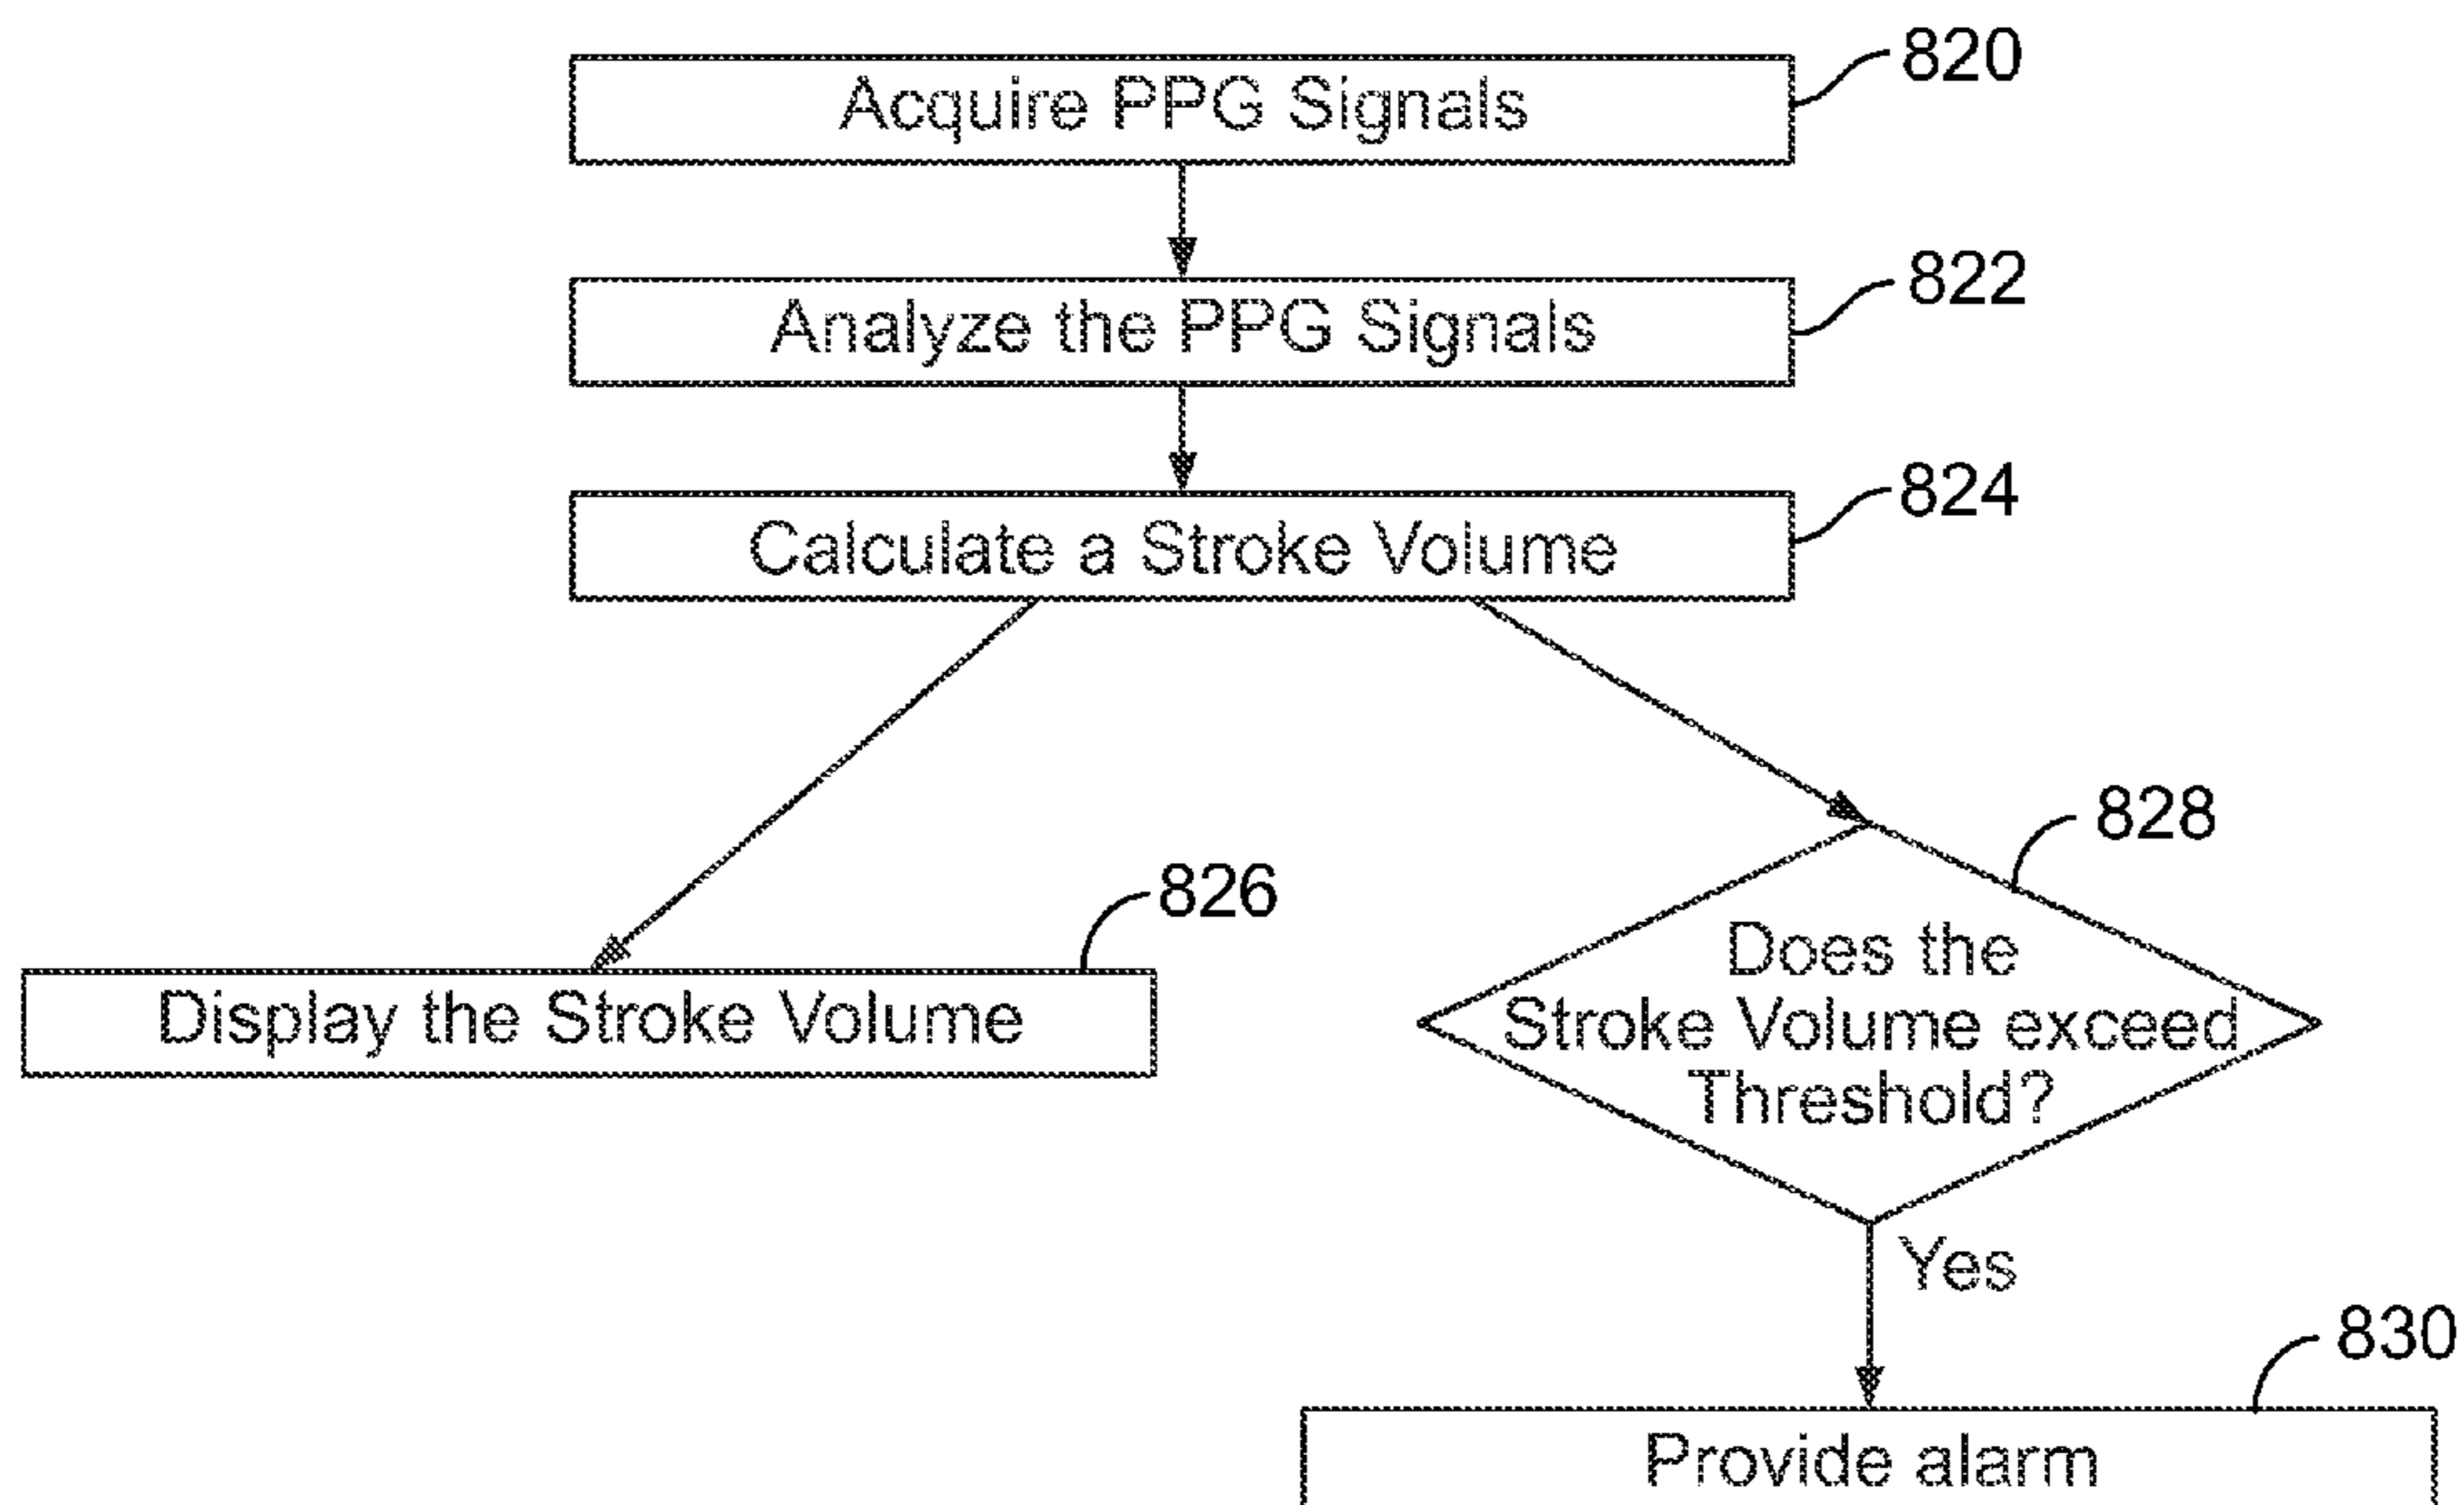 Acquire PPG Signals
820
Analyze the PPG Signals
822
Calculate a Stroke Volume
824
Display the Stroke Volume
826
828
Does the
Stroke Volume exceed
Threshold?
Yes
830
Provide alarm